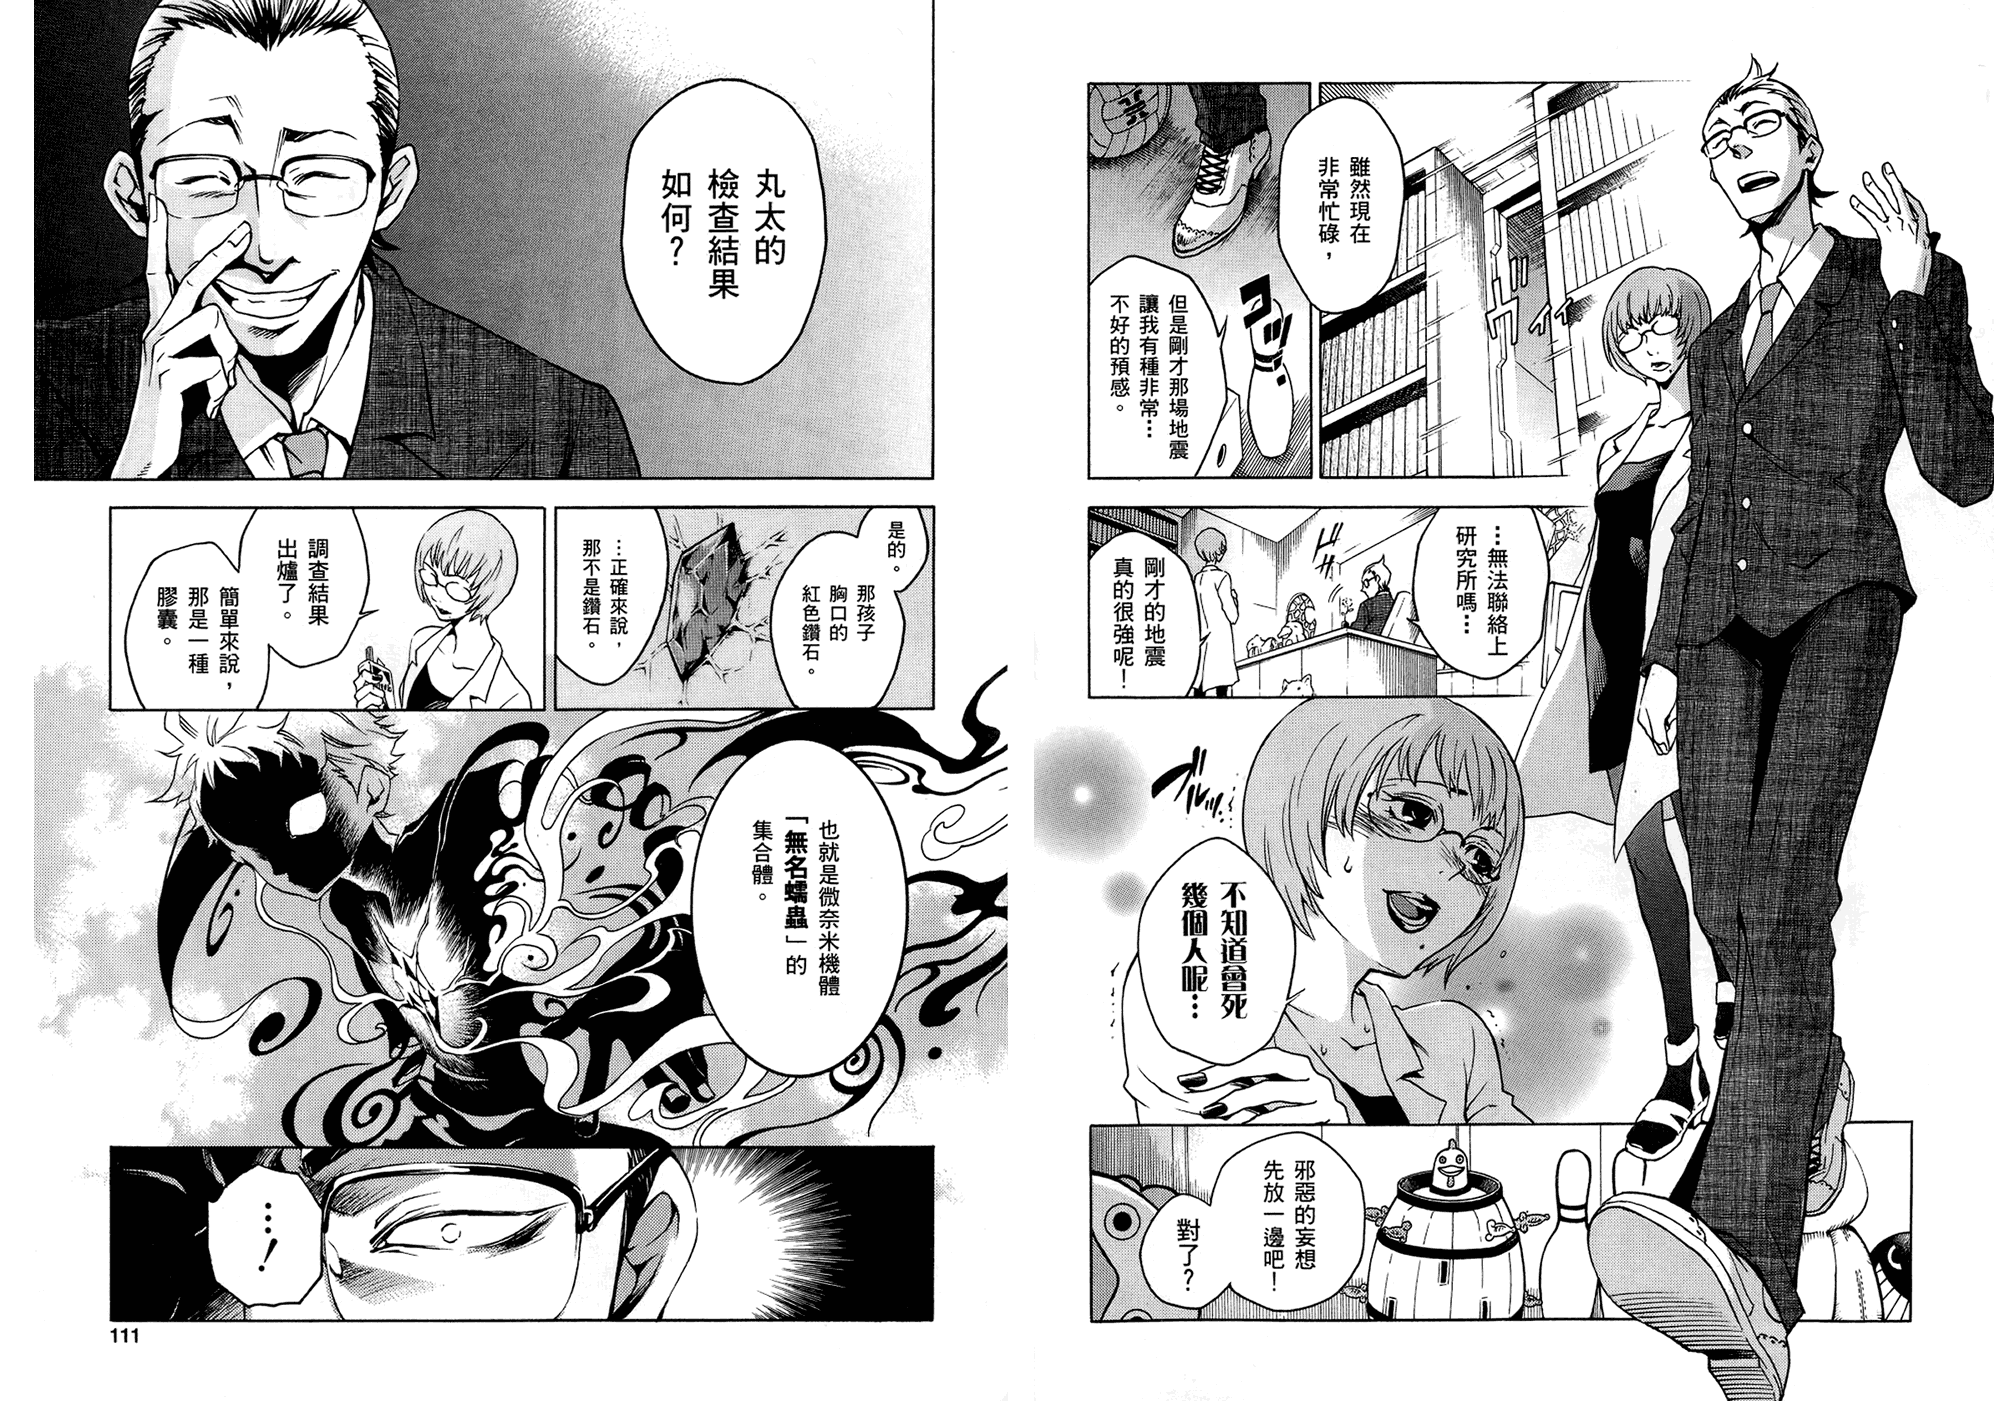 雖然現在
非常忙碌，
但是剛才那場地震
讓我有種非常…
不好的預感。
コッ
…無法聯絡上
研究所嗎…
剛才的地震
真的很強呢！
不知道會死
幾個人呢…
邪惡的妄想
先放一邊吧！
對了？
丸太的
檢查結果
如何？
是的。
那孩子
胸口的
紅色鑽石。
…正確來說，
那不是鑽石。
調查結果
出爐了。
簡單來說，
那是一種
膠囊。
也就是微奈米機體
「無名蠕蟲」的
集合體。
…！
111